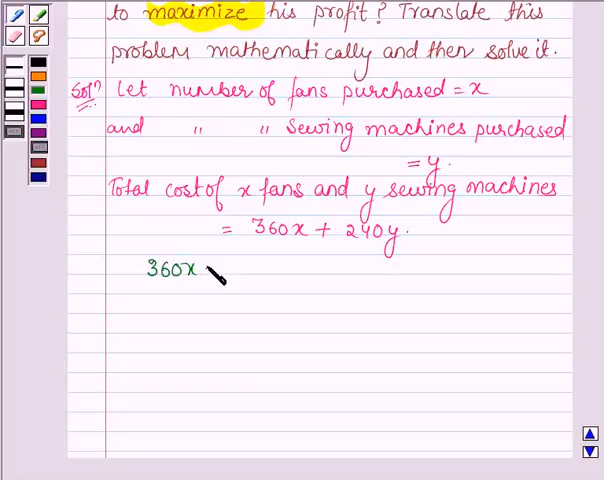 to maximize his profit? Translate this
problem mathematically and then solve it.
Solⁿ Let number of fans purchased = x
and " " Sewing machines purchased
= y.
Total cost of x fans and y sewing machines
= 360x + 240y.
360x